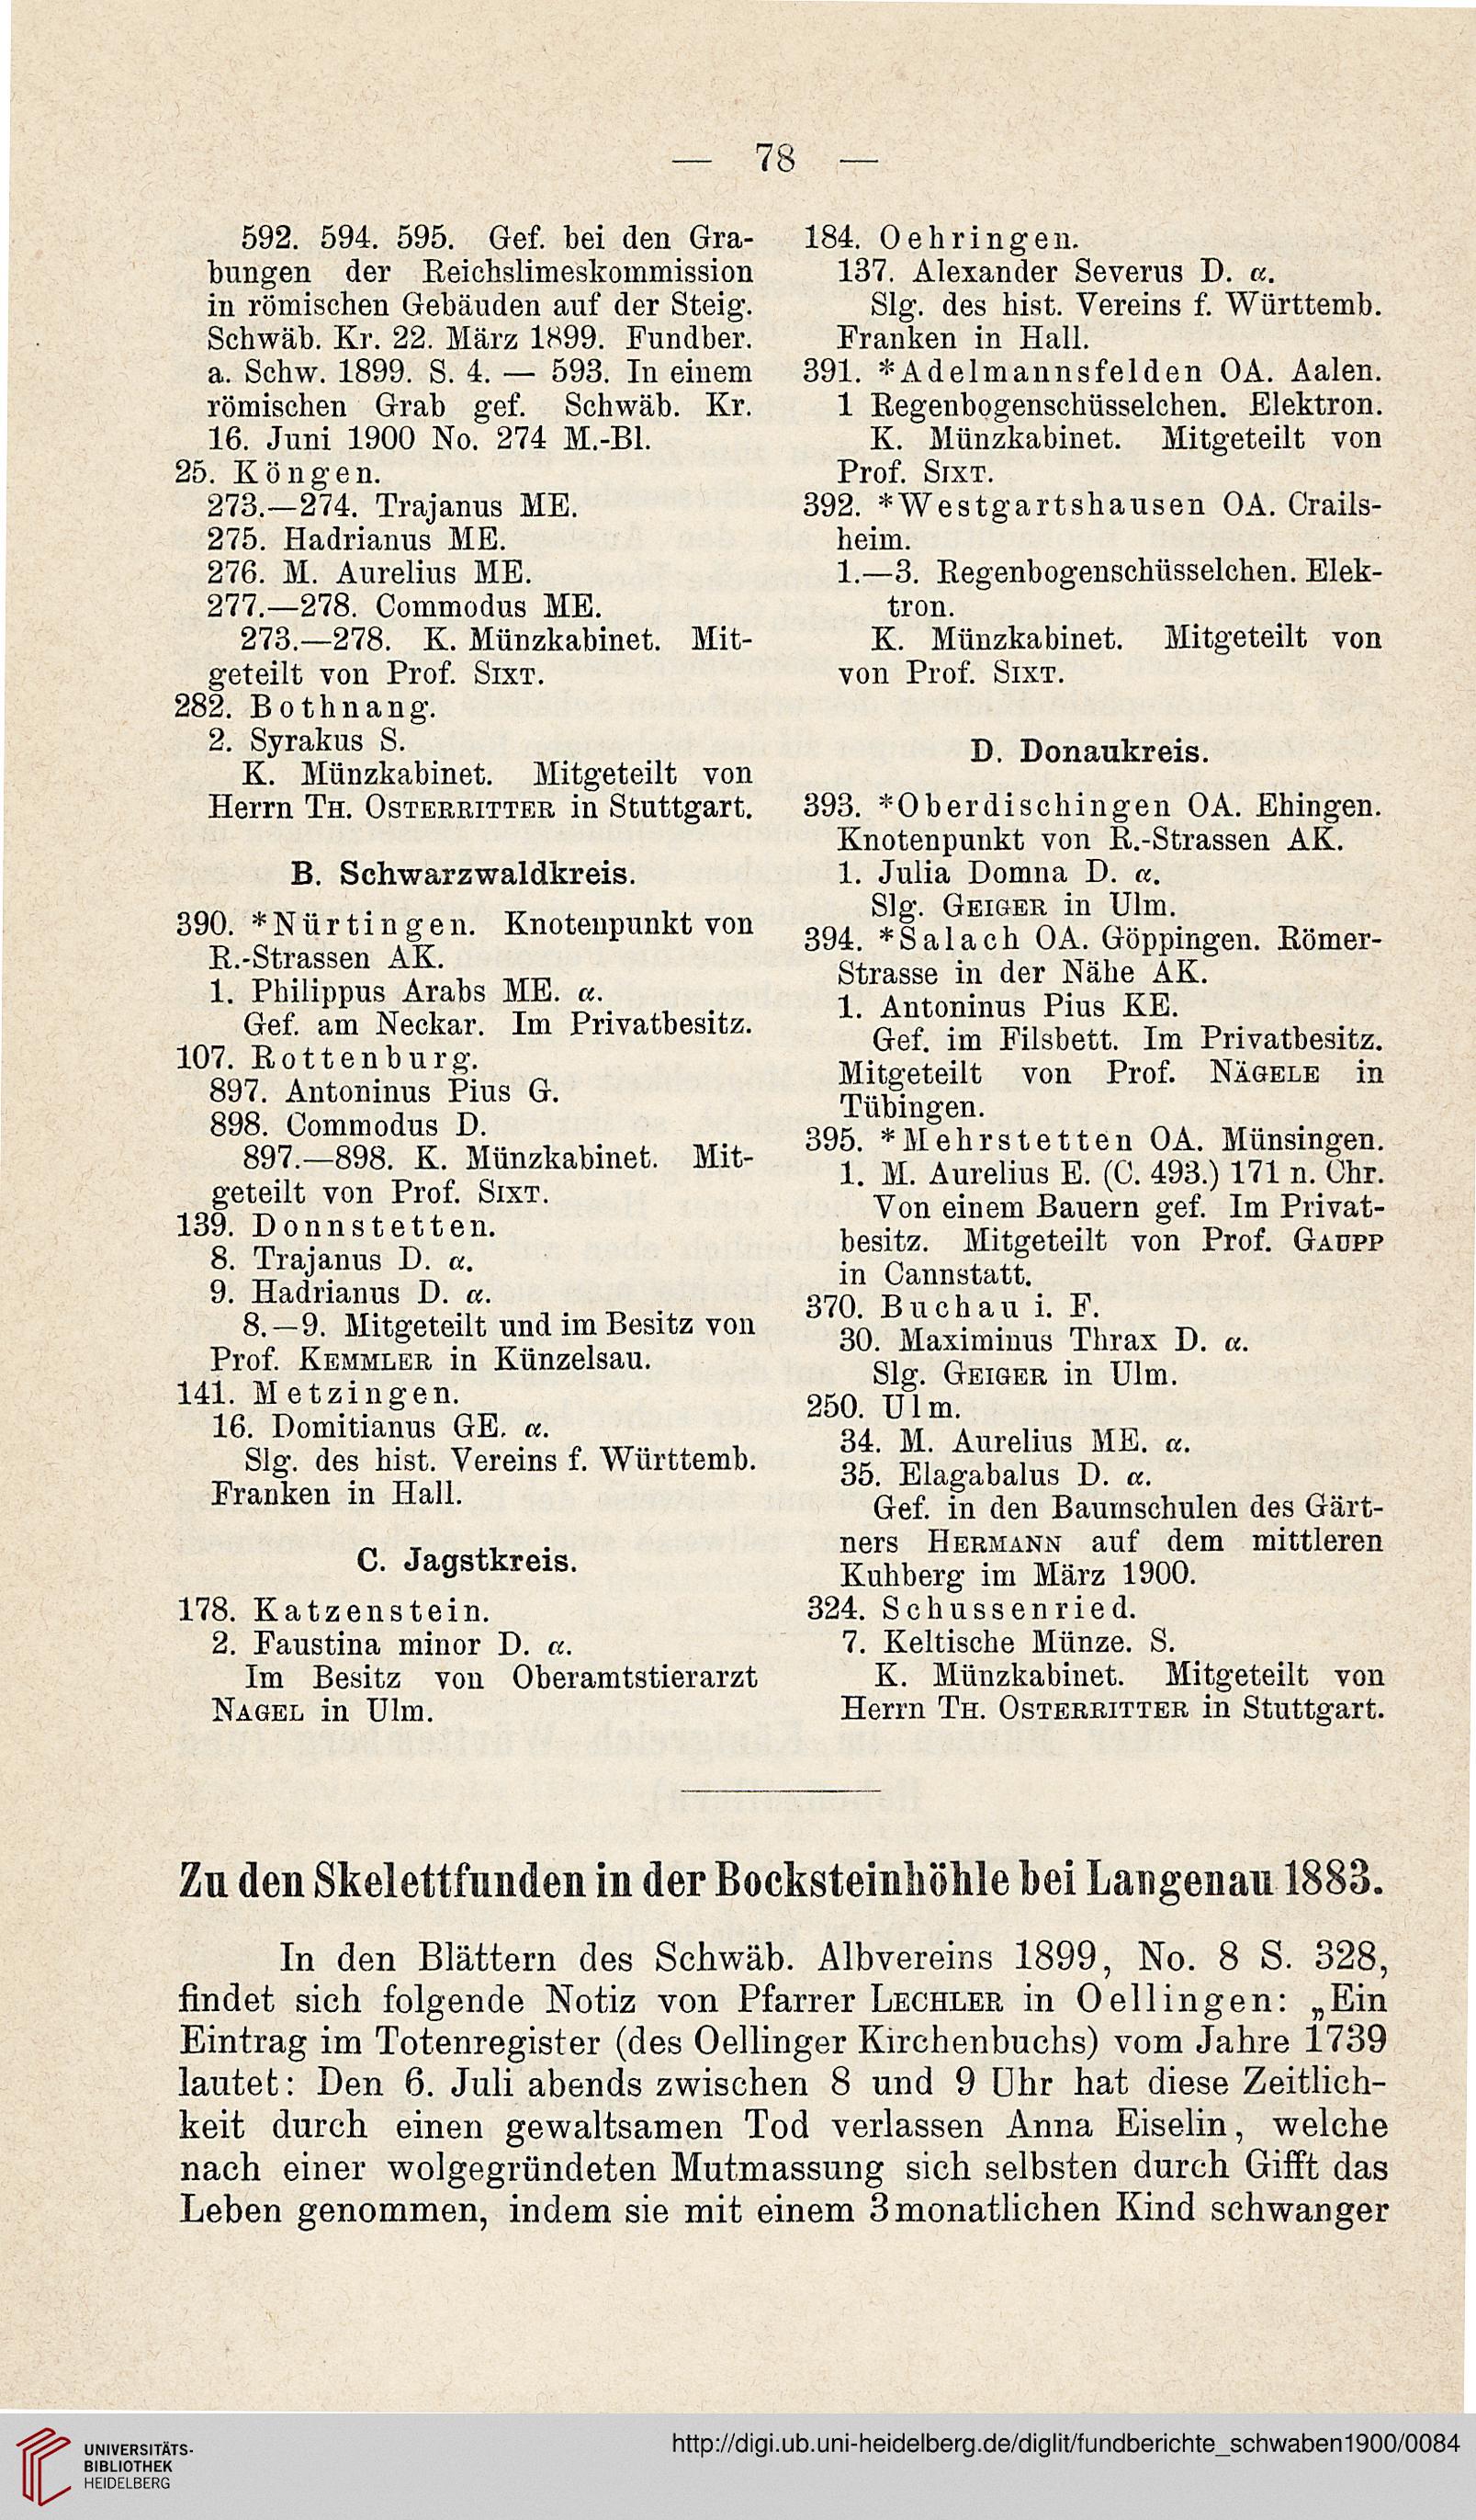 — 78 —
592. 594. 595. Gef. bei den Gra-
bungen der Reichslimeskommission
in römischen Gebäuden auf der Steig.
Schwäb. Kr. 22. März 1899. Fundber.
a. Schw. 1899. S. 4. — 593. In einem
römischen Grab gef. Schwäb. Kr.
16. Juni 1900 No. 274 M.-Bl.
25. Köngen.
273.—274. Trajanus ME.
275. Hadrianus ME.
276. M. Aurelius ME.
277.—278. Commodus ME.
273.—278. K. Münzkabinet. Mit-
geteilt von Prof. Sixt.
282. Bothnang.
2. Syrakus S.
K. Münzkabinet. Mitgeteilt von
Herrn Th. Osterritter in Stuttgart.
B. Schwarzwaldkreis.
390. *Nürtingen. Knotenpunkt von
R.-Strassen AK.
1. Philippus Arabs ME. α.
Gef. am Neckar. Im Privatbesitz.
107. Rottenburg.
897. Antoninus Pius G.
898. Commodus D.
897.—898. K. Münzkabinet. Mit-
geteilt von Prof. Sixt.
139. Donnstetten.
8. Trajanus D. α.
9. Hadrianus D. α.
8.—9. Mitgeteilt und im Besitz von
Prof. Kemmler in Künzelsau.
141. Metzingen.
16. Domitianus GE. α.
Slg. des hist. Vereins f. Württemb.
Franken in Hall.
C. Jagstkreis.
178. Katzenstein.
2. Faustina minor D. α.
Im Besitz von Oberamtstierarzt
Nagel in Ulm.
184. Oehringen.
137. Alexander Severus D. α.
Slg. des hist. Vereins f. Württemb.
Franken in Hall.
391. *Adelmannsfelden OA. Aalen.
1 Regenbogenschüsselchen. Elektron.
K. Münzkabinet. Mitgeteilt von
Prof. Sixt.
392. *Westgartshausen OA. Crails-
heim.
1.—3. Regenbogenschüsselchen. Elek-
tron.
K. Münzkabinet. Mitgeteilt von
von Prof. Sixt.
D. Donaukreis.
393. *Oberdischingen OA. Ehingen.
Knotenpunkt von R.-Strassen AK.
1. Julia Domna D. α.
Slg. Geiger in Ulm.
394. *Salach OA. Göppingen. Römer-
Strasse in der Nähe AK.
1. Antoninus Pius KE.
Gef. im Filsbett. Im Privatbesitz.
Mitgeteilt von Prof. Nägele in
Tübingen.
395. *Mehrstetten OA. Münsingen.
1. M. Aurelius E. (C. 493.) 171 n. Chr.
Von einem Bauern gef. Im Privat-
besitz. Mitgeteilt von Prof. Gaupp
in Cannstatt.
370. Buchau i. F.
30. Maximinus Thrax D. α.
Slg. Geiger in Ulm.
250. Ulm.
34. M. Aurelius ME. α.
35. Elagabalus D. α.
Gef. in den Baumschulen des Gärt-
ners Hermann auf dem mittleren
Kuhberg im März 1900.
324. Schussenried.
7. Keltische Münze. S.
K. Münzkabinet. Mitgeteilt von
Herrn Th. Osterritter in Stuttgart.
Zu den Skelettfunden in der Bocksteinhöhle bei Langenau 1883.
In den Blättern des Schwäb. Albvereins 1899, No. 8 S. 328,
findet sich folgende Notiz von Pfarrer Lechler in Oellingen: „Ein
Eintrag im Totenregister (des Oellinger Kirchenbuchs) vom Jahre 1739
lautet: Den 6. Juli abends zwischen 8 und 9 Uhr hat diese Zeitlich-
keit durch einen gewaltsamen Tod verlassen Anna Eiselin, welche
nach einer wolgegründeten Mutmassung sich selbsten durch Gifft das
Leben genommen, indem sie mit einem 3monatlichen Kind schwanger
UNIVERSITÄTS-
BIBLIOTHEK
HEIDELBERG
http://digi.ub.uni-heidelberg.de/diglit/fundberichte_schwaben1900/0084